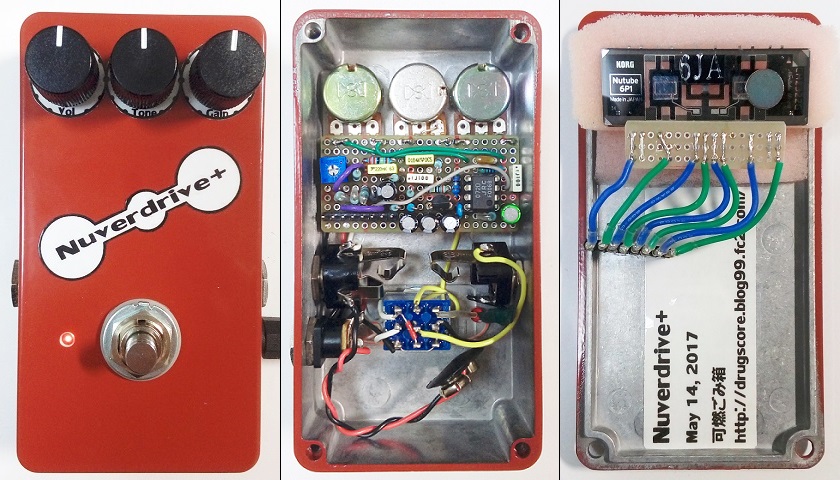 Vol
Tone
Gain
Nuverdrive+
KORG
Nutube
6P1
Made in JAPAN
6JA
Nuverdrive+
May 14, 2017
可燃ごみ箱
http://drugscore.blog99.fc2.com/